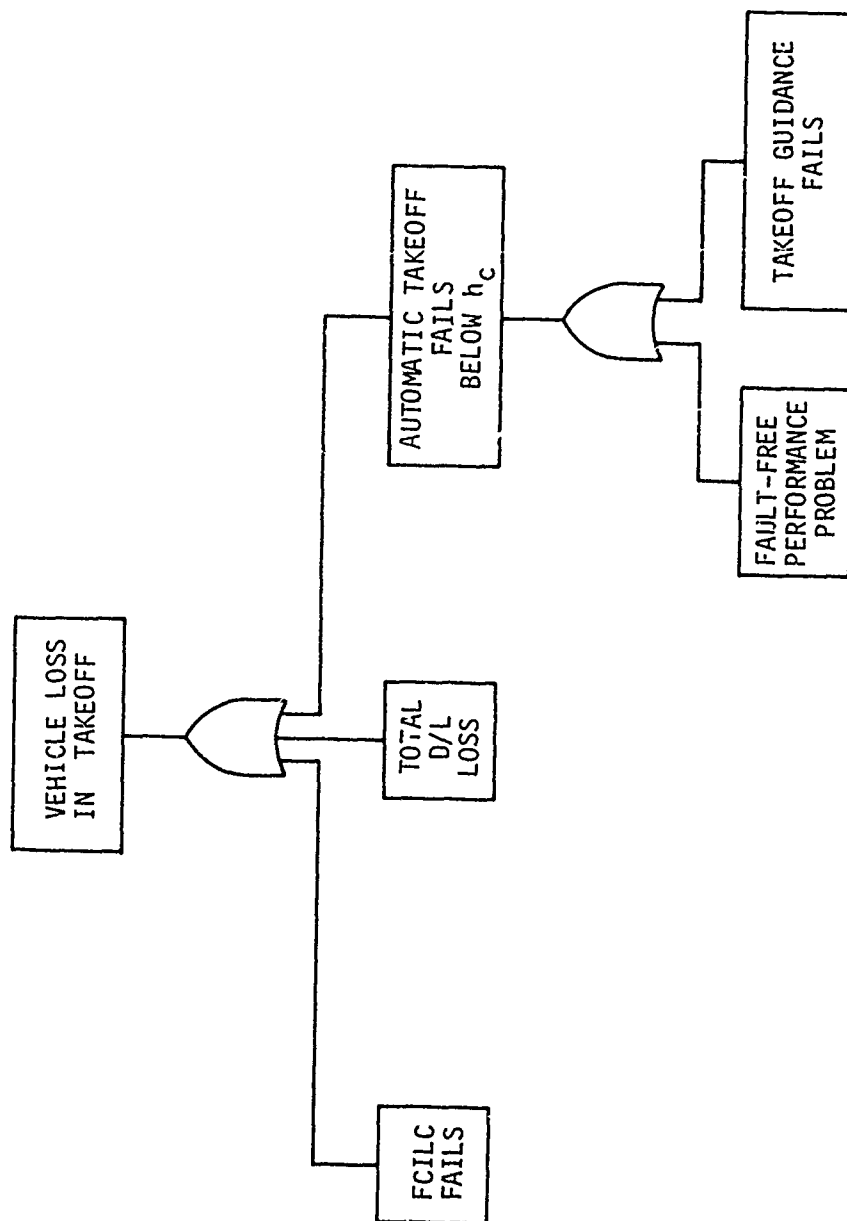 VEHICLE LOSS
IN TAKEOFF
FCILC
FAILS
TOTAL
D/L
LOSS
AUTOMATIC TAKEOFF
FAILS
BELOW hc
FAULT-FREE
PERFORMANCE
PROBLEM
TAKEOFF GUIDANCE
FAILS